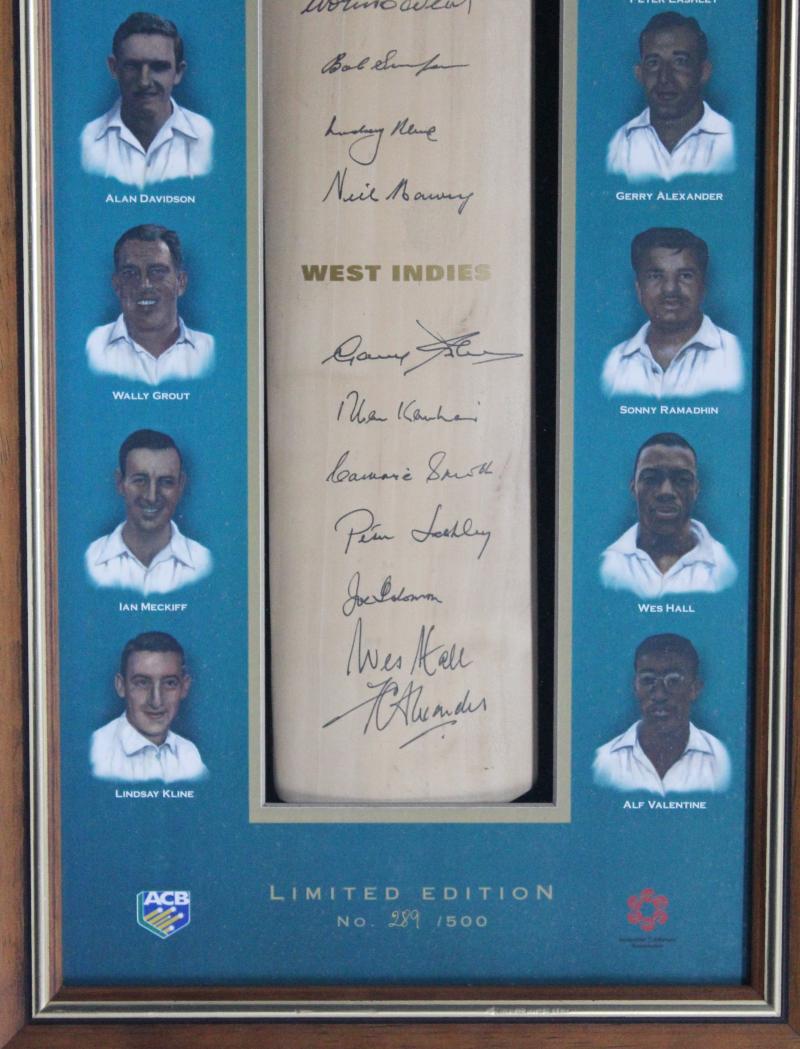 PETER LASHLEY
Bob Simpson
Lindsay Kline
Neil Harvey
ALAN DAVIDSON
GERRY ALEXANDER
WEST INDIES
Garry Sobers
Rohan Kanhai
WALLY GROUT
SONNY RAMADHIN
Cammie Smith
Peter Lashley
Joe Solomon
IAN MECKIFF
WES HALL
Wes Hall
F C Alexander
LINDSAY KLINE
ALF VALENTINE
LIMITED EDITION
NO. 289 /500
ACB